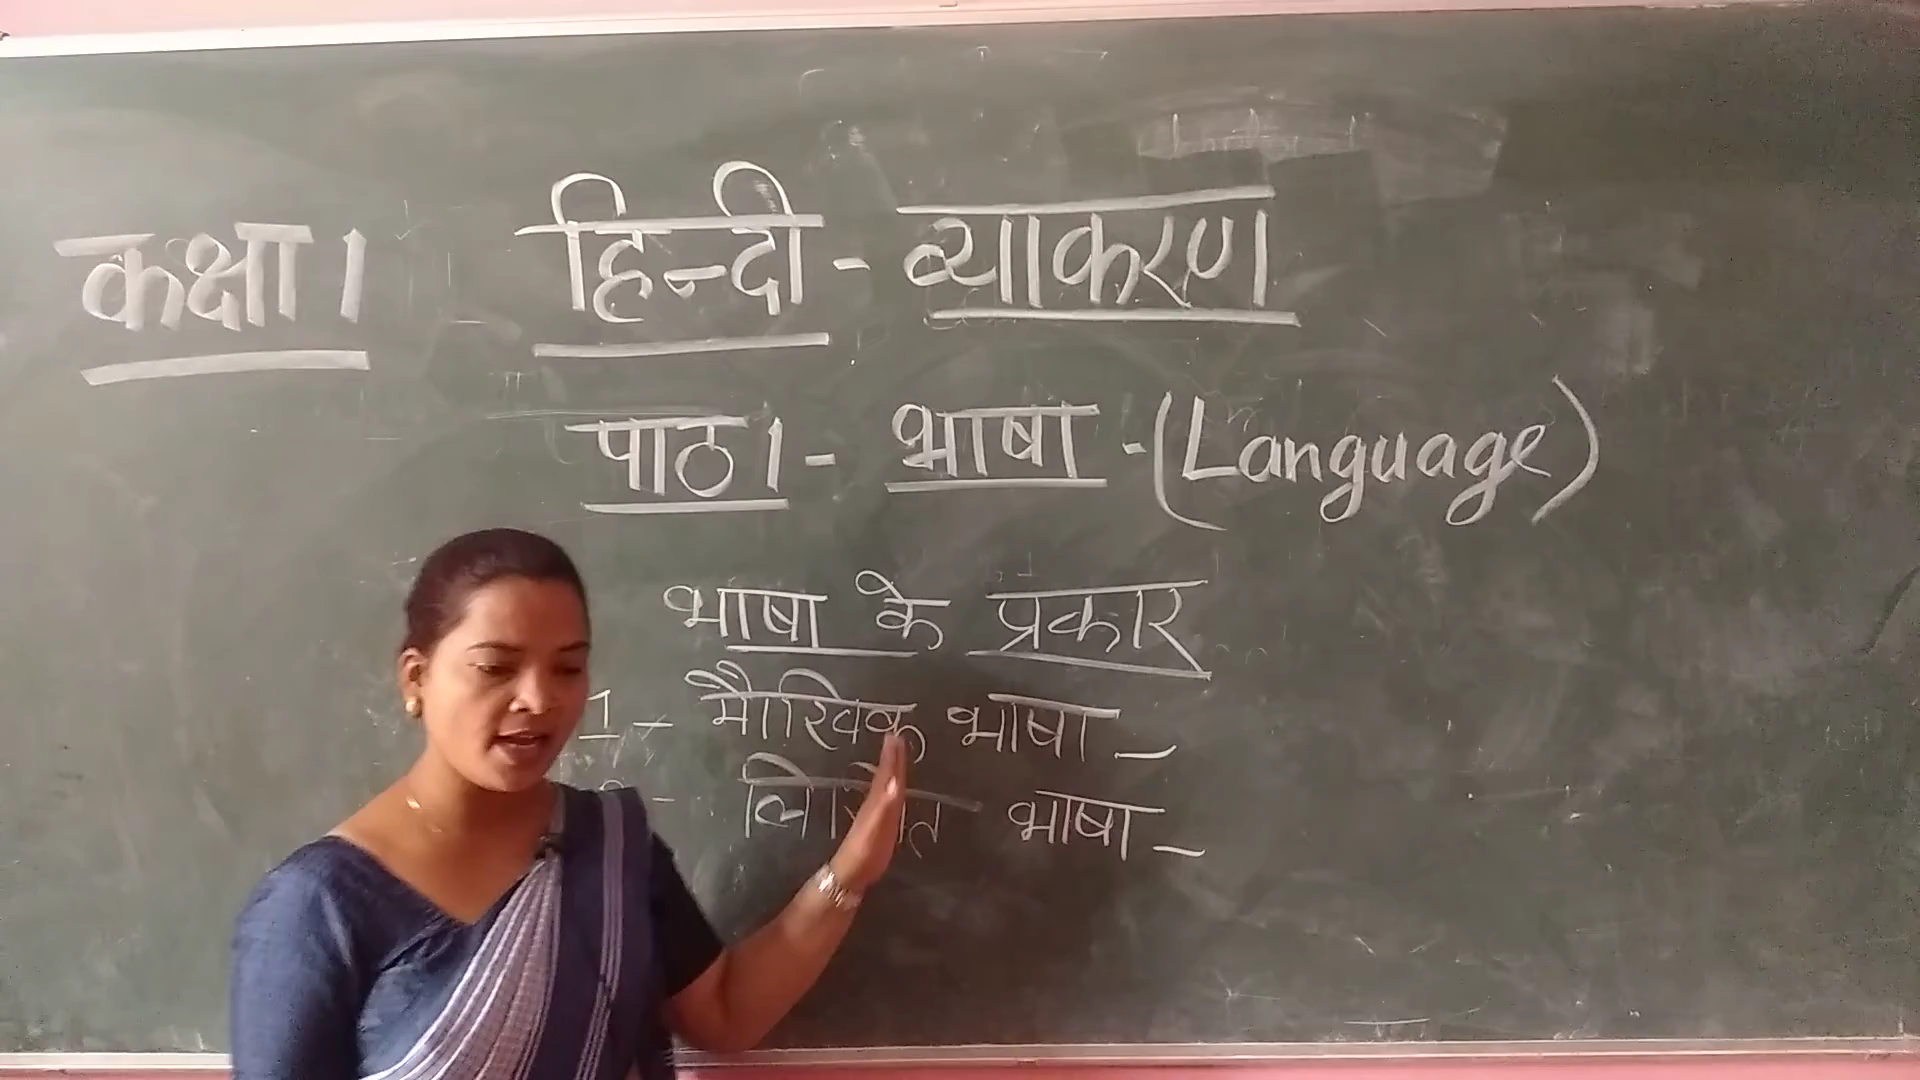 कक्षा 1 हिन्दी - व्याकरण
पाठ 1 - भाषा - (Language)
भाषा के प्रकार
1 - मौखिक भाषा -
- लिखित भाषा -